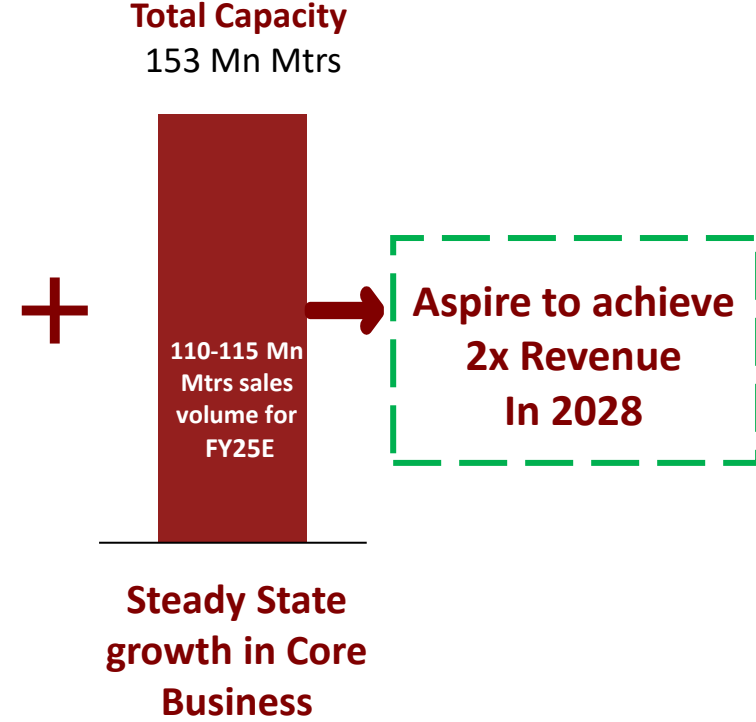 Total Capacity
153 Mn Mtrs
+
110-115 Mn
Mtrs sales
volume for
FY25E
Aspire to achieve
2x Revenue
In 2028
Steady State
growth in Core
Business